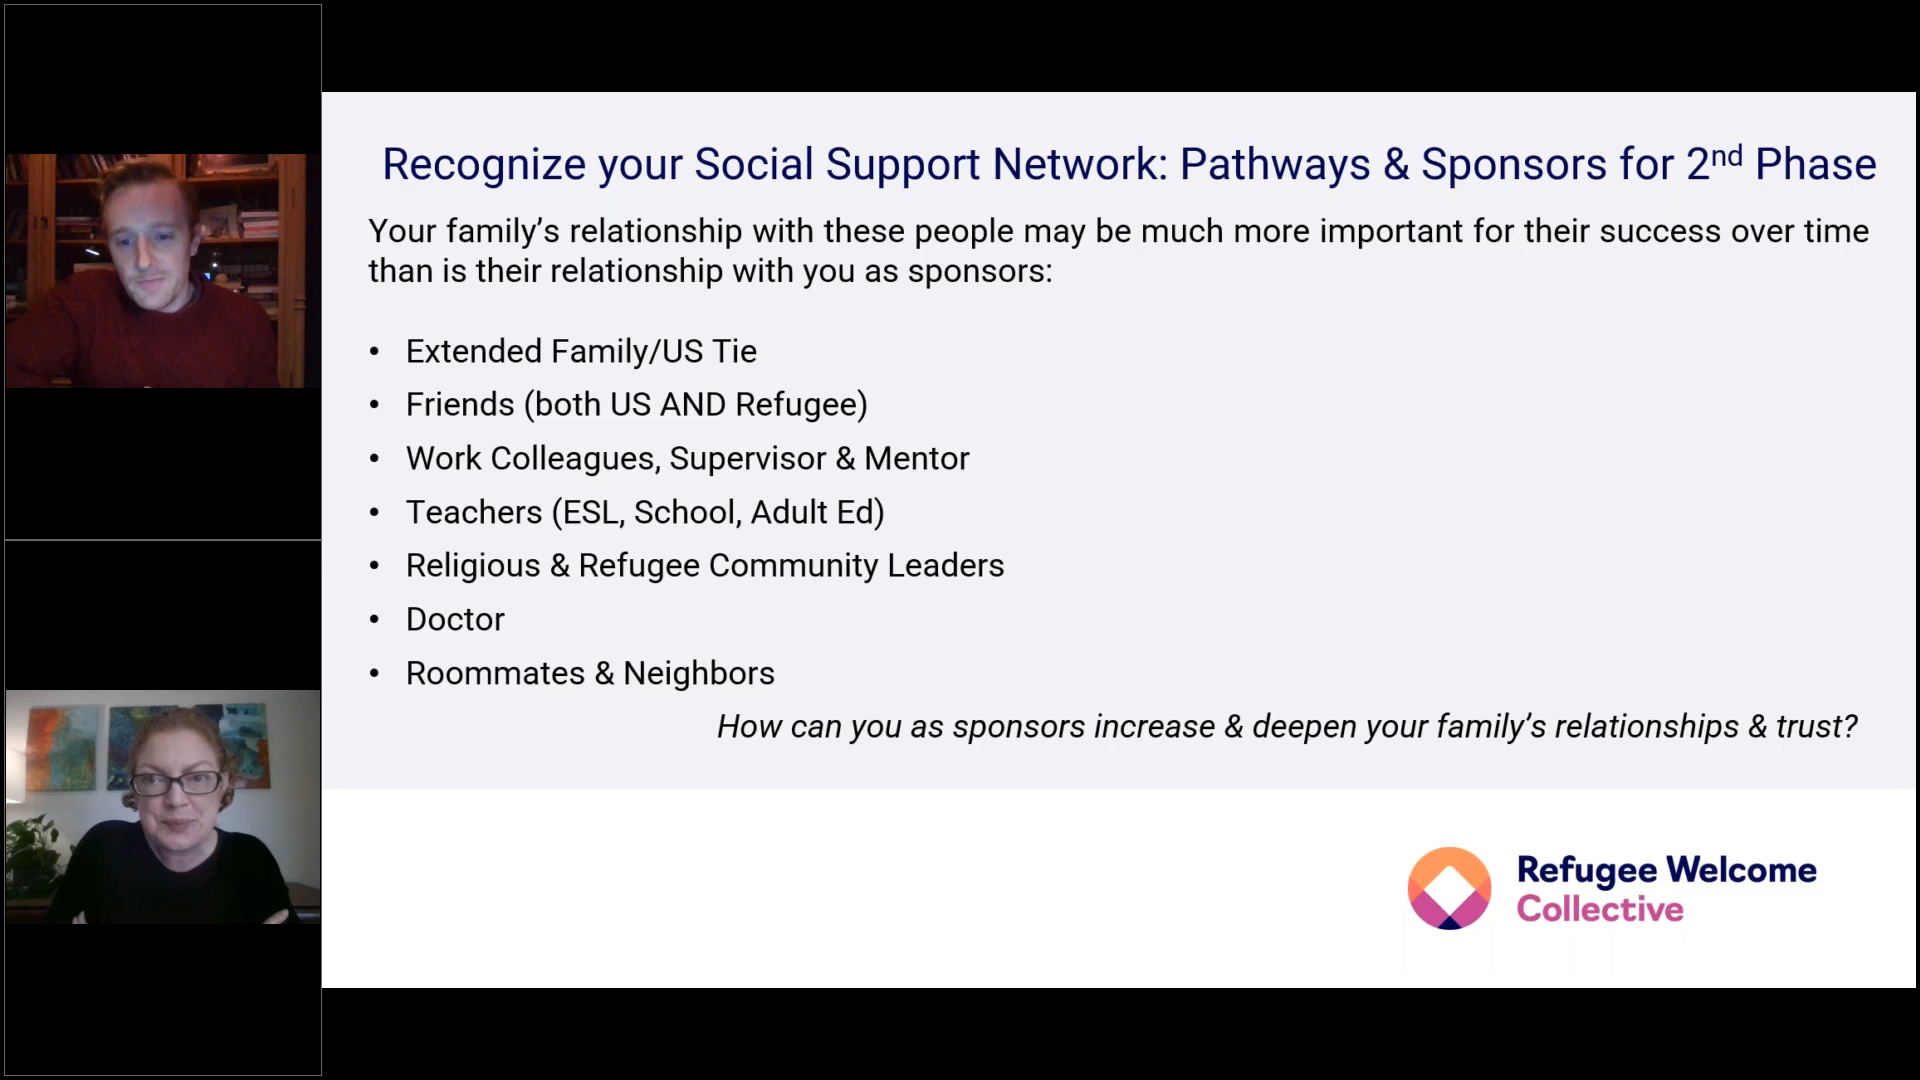 Recognize your Social Support Network: Pathways & Sponsors for 2nd Phase
Your family’s relationship with these people may be much more important for their success over time
than is their relationship with you as sponsors:
• Extended Family/US Tie
• Friends (both US AND Refugee)
• Work Colleagues, Supervisor & Mentor
• Teachers (ESL, School, Adult Ed)
• Religious & Refugee Community Leaders
• Doctor
• Roommates & Neighbors
How can you as sponsors increase & deepen your family’s relationships & trust?
Refugee Welcome
Collective